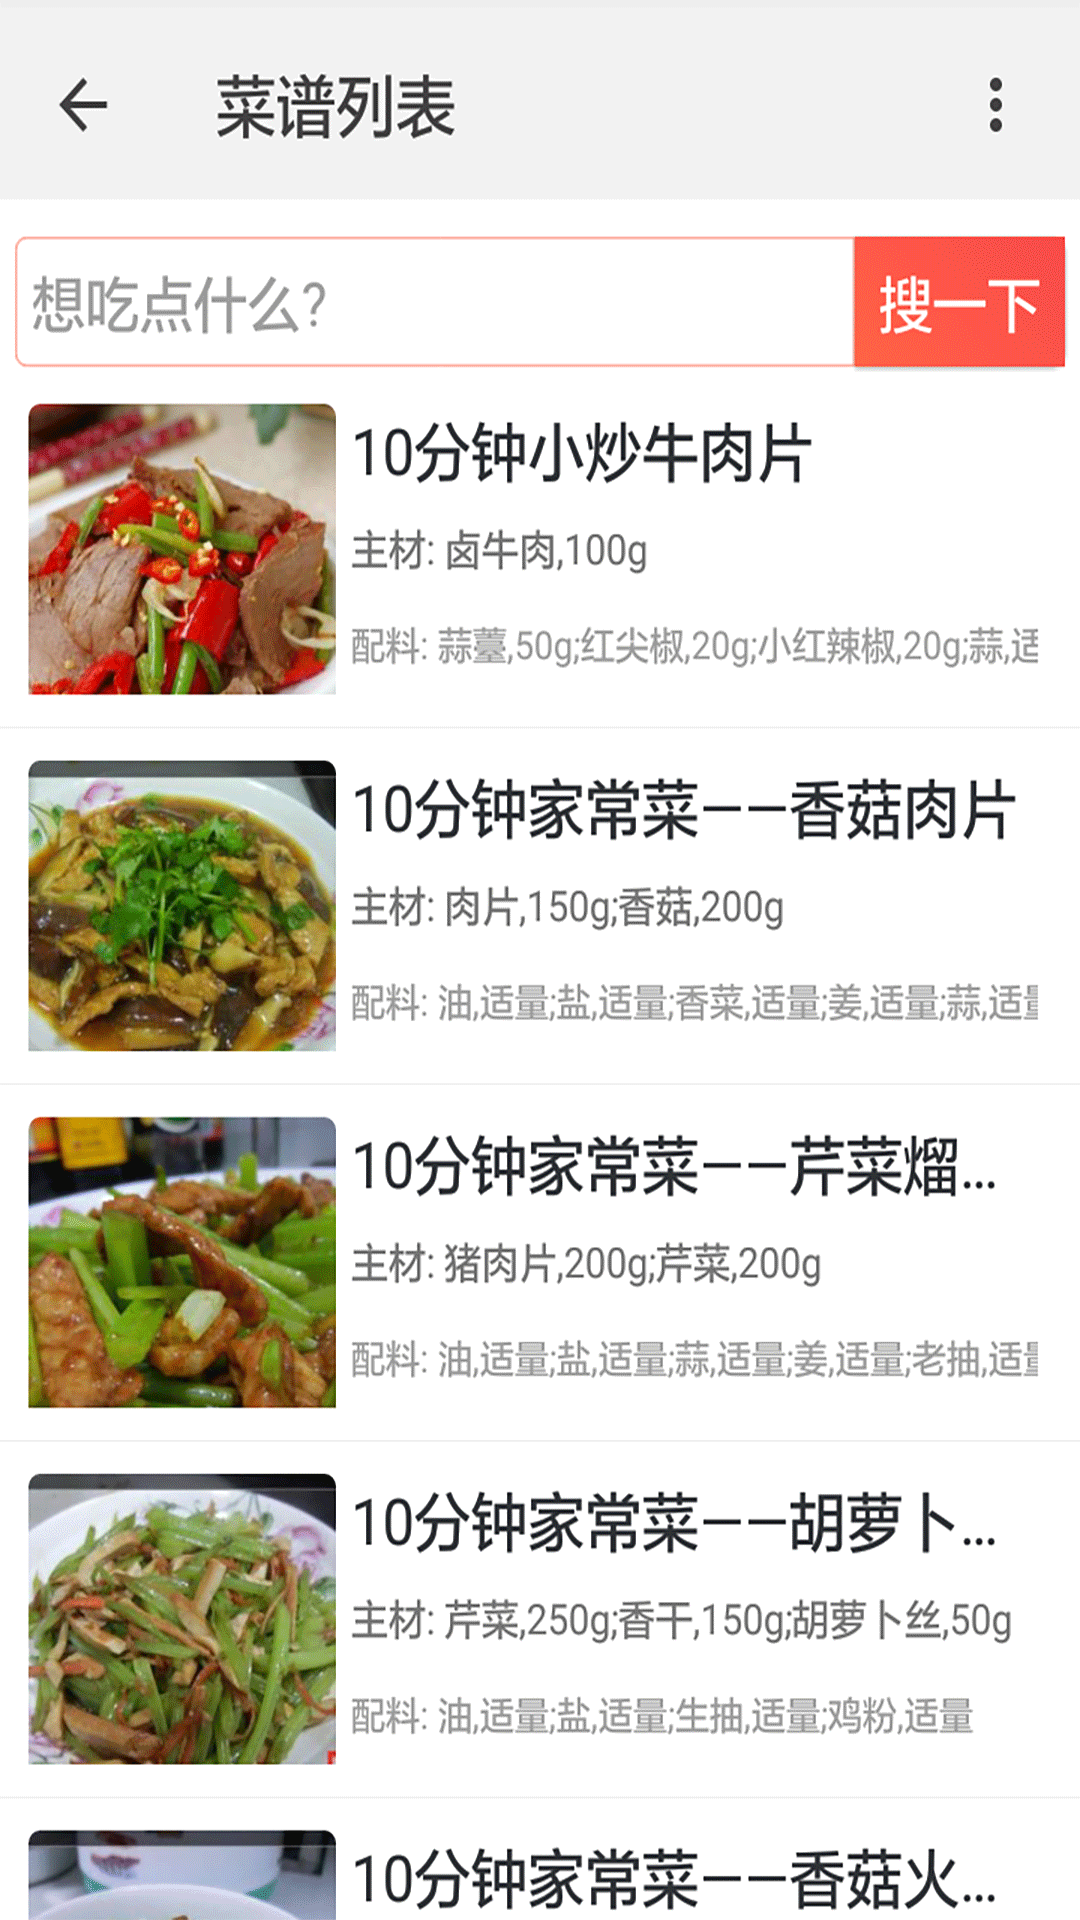 菜谱列表
想吃点什么?
搜一下
10分钟小炒牛肉片
主材: 卤牛肉,100g
配料: 蒜薹,50g;红尖椒,20g;小红辣椒,20g;蒜,适
10分钟家常菜——香菇肉片
主材: 肉片,150g;香菇,200g
配料: 油,适量;盐,适量;香菜,适量;姜,适量;蒜,适量
10分钟家常菜——芹菜熘...
主材: 猪肉片,200g;芹菜,200g
配料: 油,适量;盐,适量;蒜,适量;姜,适量;老抽,适量
10分钟家常菜——胡萝卜...
主材: 芹菜,250g;香干,150g;胡萝卜丝,50g
配料: 油,适量;盐,适量;生抽,适量;鸡粉,适量
10分钟家常菜——香菇火...